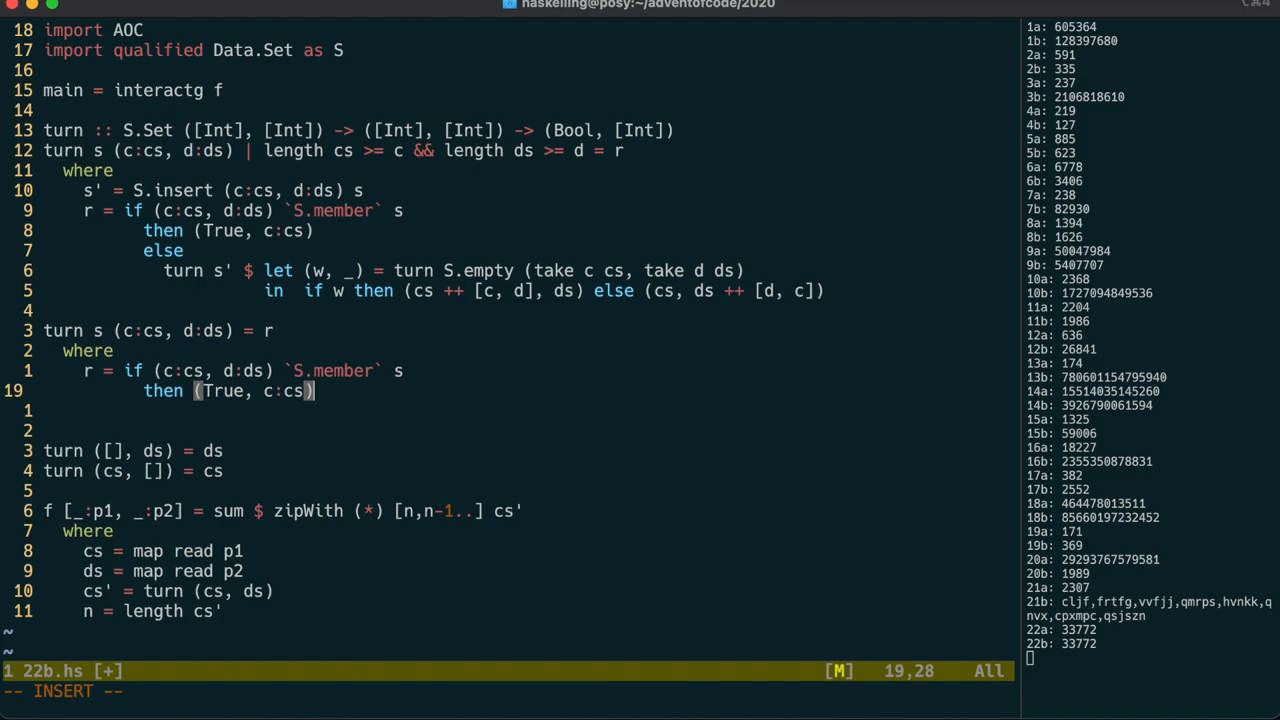 haskelling@posy:~/adventofcode/2020
⌥⌘4
18 import AOC
17 import qualified Data.Set as S
16
15 main = interactg f
14
13 turn :: S.Set ([Int], [Int]) -> ([Int], [Int]) -> (Bool, [Int])
12 turn s (c:cs, d:ds) | length cs >= c && length ds >= d = r
11   where
10     s' = S.insert (c:cs, d:ds) s
9     r = if (c:cs, d:ds) `S.member` s
8           then (True, c:cs)
7           else
6             turn s' $ let (w, _) = turn S.empty (take c cs, take d ds)
5                       in  if w then (cs ++ [c, d], ds) else (cs, ds ++ [d, c])
4
3 turn s (c:cs, d:ds) = r
2   where
1     r = if (c:cs, d:ds) `S.member` s
19           then (True, c:cs)
1
2
3 turn ([], ds) = ds
4 turn (cs, []) = cs
5
6 f [_:p1, _:p2] = sum $ zipWith (*) [n,n-1..] cs'
7   where
8     cs = map read p1
9     ds = map read p2
10     cs' = turn (cs, ds)
11     n = length cs'
~
~
1 22b.hs [+] [M] 19,28 All
-- INSERT --
1a: 605364
1b: 128397680
2a: 591
2b: 335
3a: 237
3b: 2106818610
4a: 219
4b: 127
5a: 885
5b: 623
6a: 6778
6b: 3406
7a: 238
7b: 82930
8a: 1394
8b: 1626
9a: 50047984
9b: 5407707
10a: 2368
10b: 1727094849536
11a: 2204
11b: 1986
12a: 636
12b: 26841
13a: 174
13b: 780601154795940
14a: 15514035145260
14b: 3926790061594
15a: 1325
15b: 59006
16a: 18227
16b: 2355350878831
17a: 382
17b: 2552
18a: 464478013511
18b: 85660197232452
19a: 171
19b: 369
20a: 29293767579581
20b: 1989
21a: 2307
21b: cljf,frtfg,vvfjj,qmrps,hvnkk,q
nvx,cpxmpc,qsjszn
22a: 33772
22b: 33772